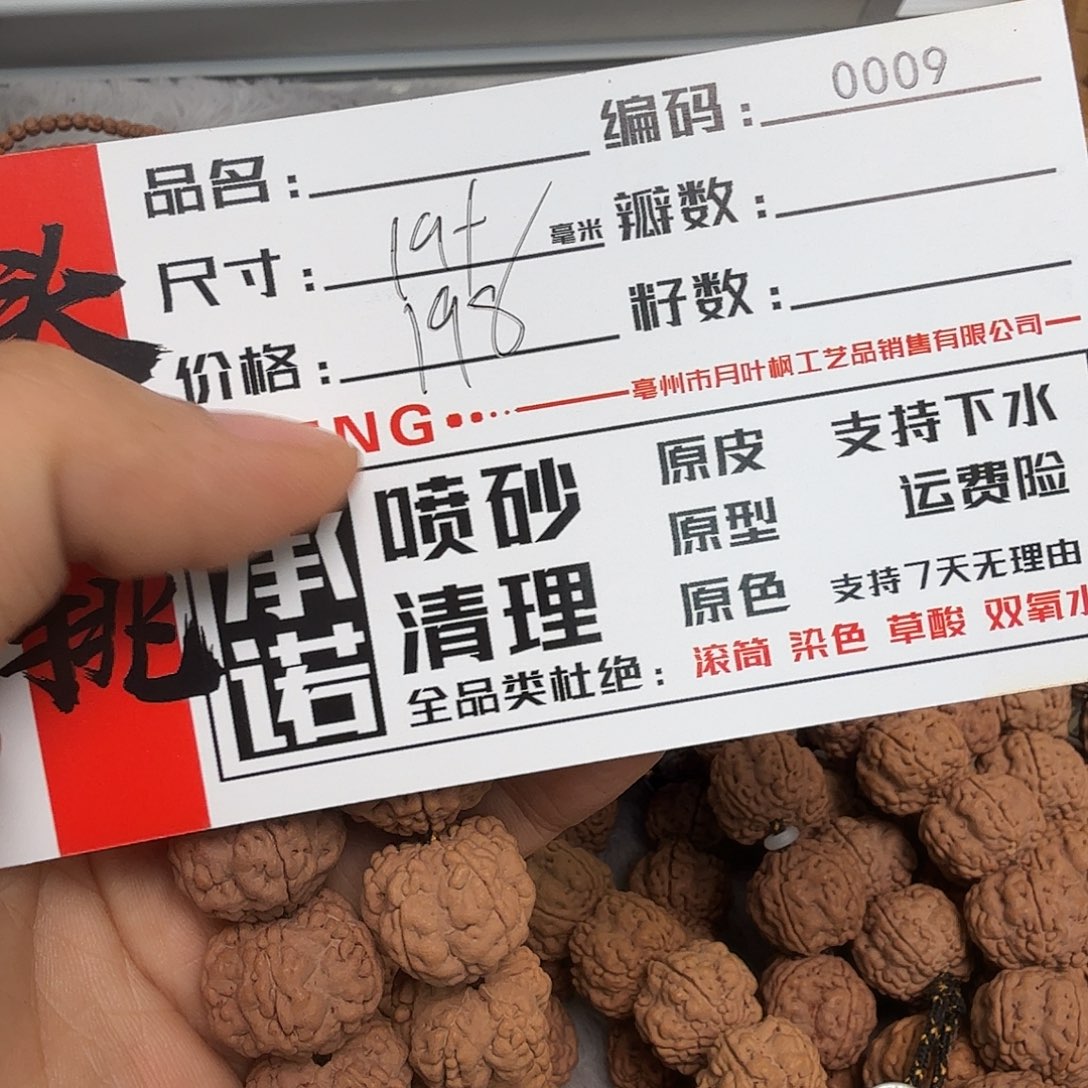 编码：0009
品名：
尺寸：19+毫米
瓣数：
价格：198
籽数：
NG
亳州市月叶枫工艺品销售有限公司
头
挑
承诺
喷砂
清理
原皮
原型
原色
支持下水
运费险
支持7天无理由
全品类杜绝：滚筒 染色 草酸 双氧水